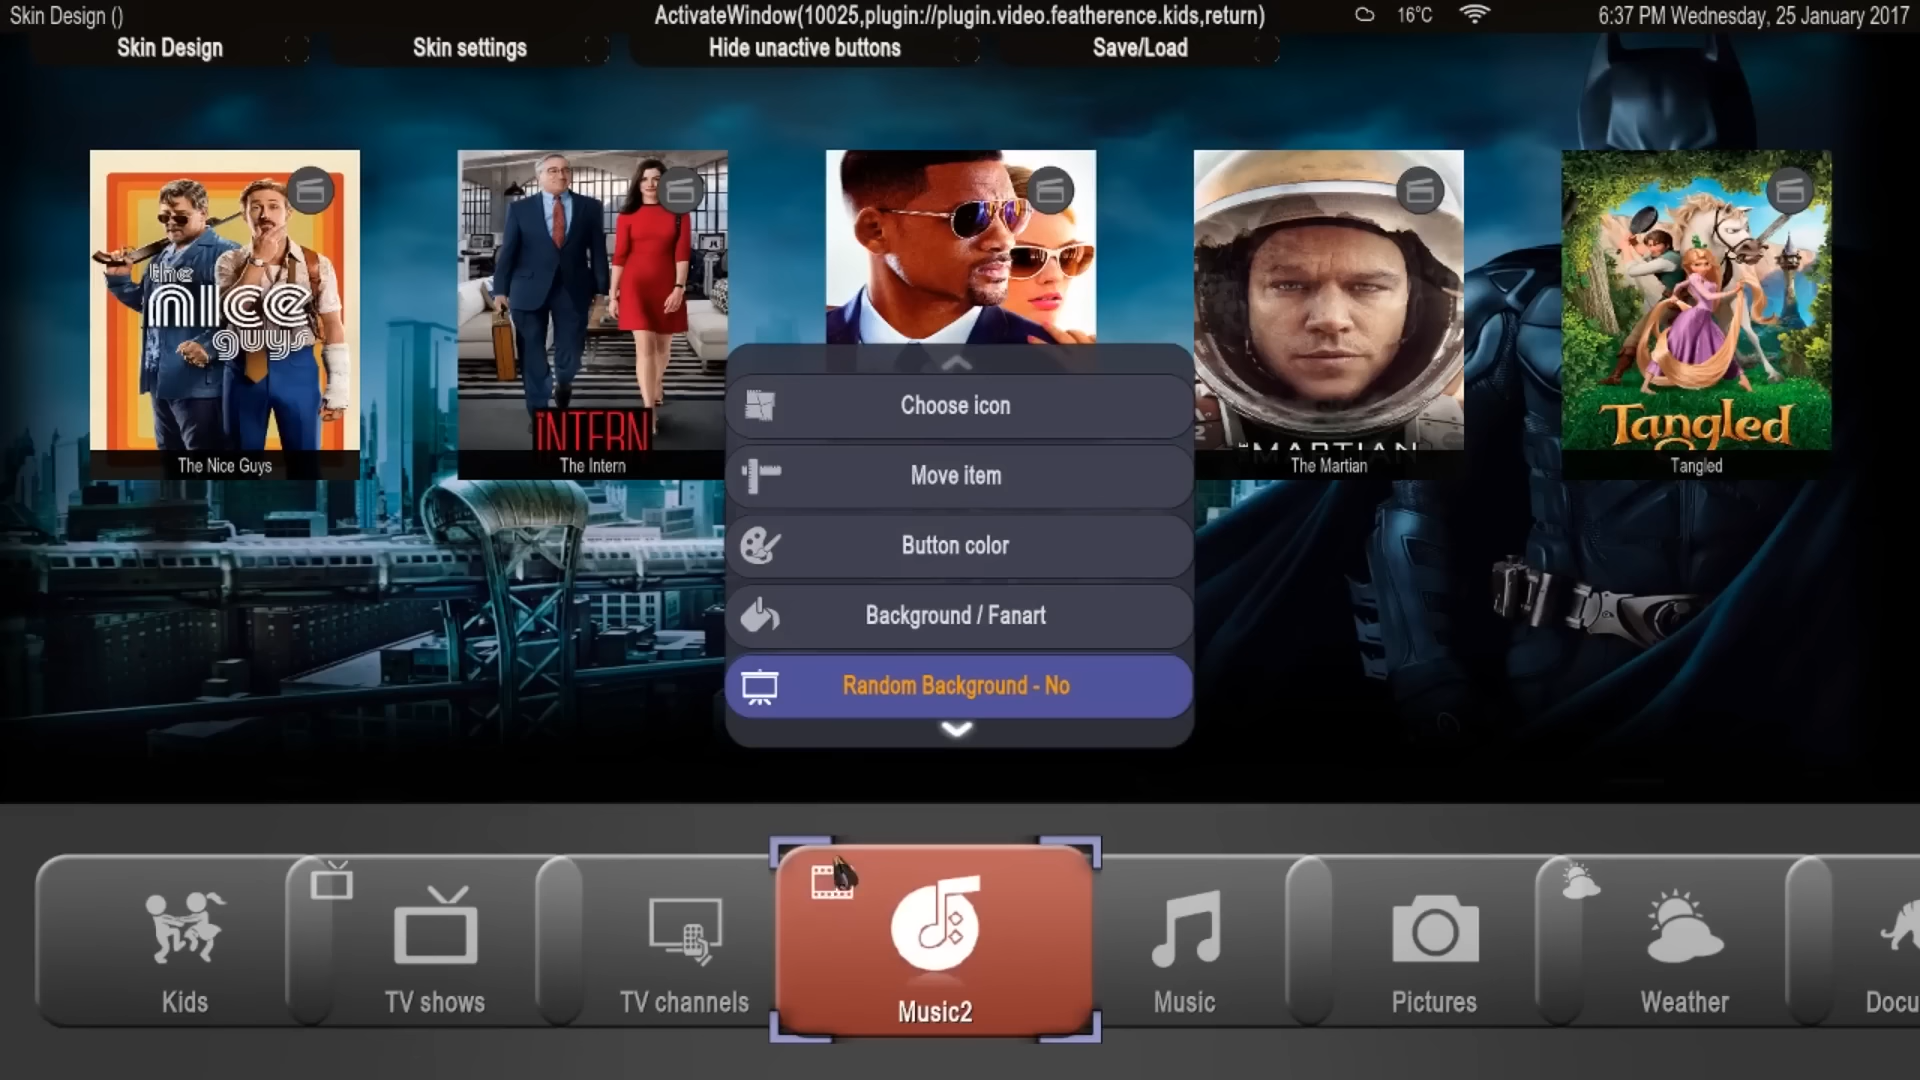 Skin Design ()
ActivateWindow(10025,plugin://plugin.video.featherence.kids,return)
16°C
6:37 PM Wednesday, 25 January 2017
Skin Design
Skin settings
Hide unactive buttons
Save/Load
the
nice
guys
INTERN
MARTIAN
Tangled
The Nice Guys
The Intern
The Martian
Tangled
Choose icon
Move item
Button color
Background / Fanart
Random Background - No
Kids
TV shows
TV channels
Music2
Music
Pictures
Weather
Docu